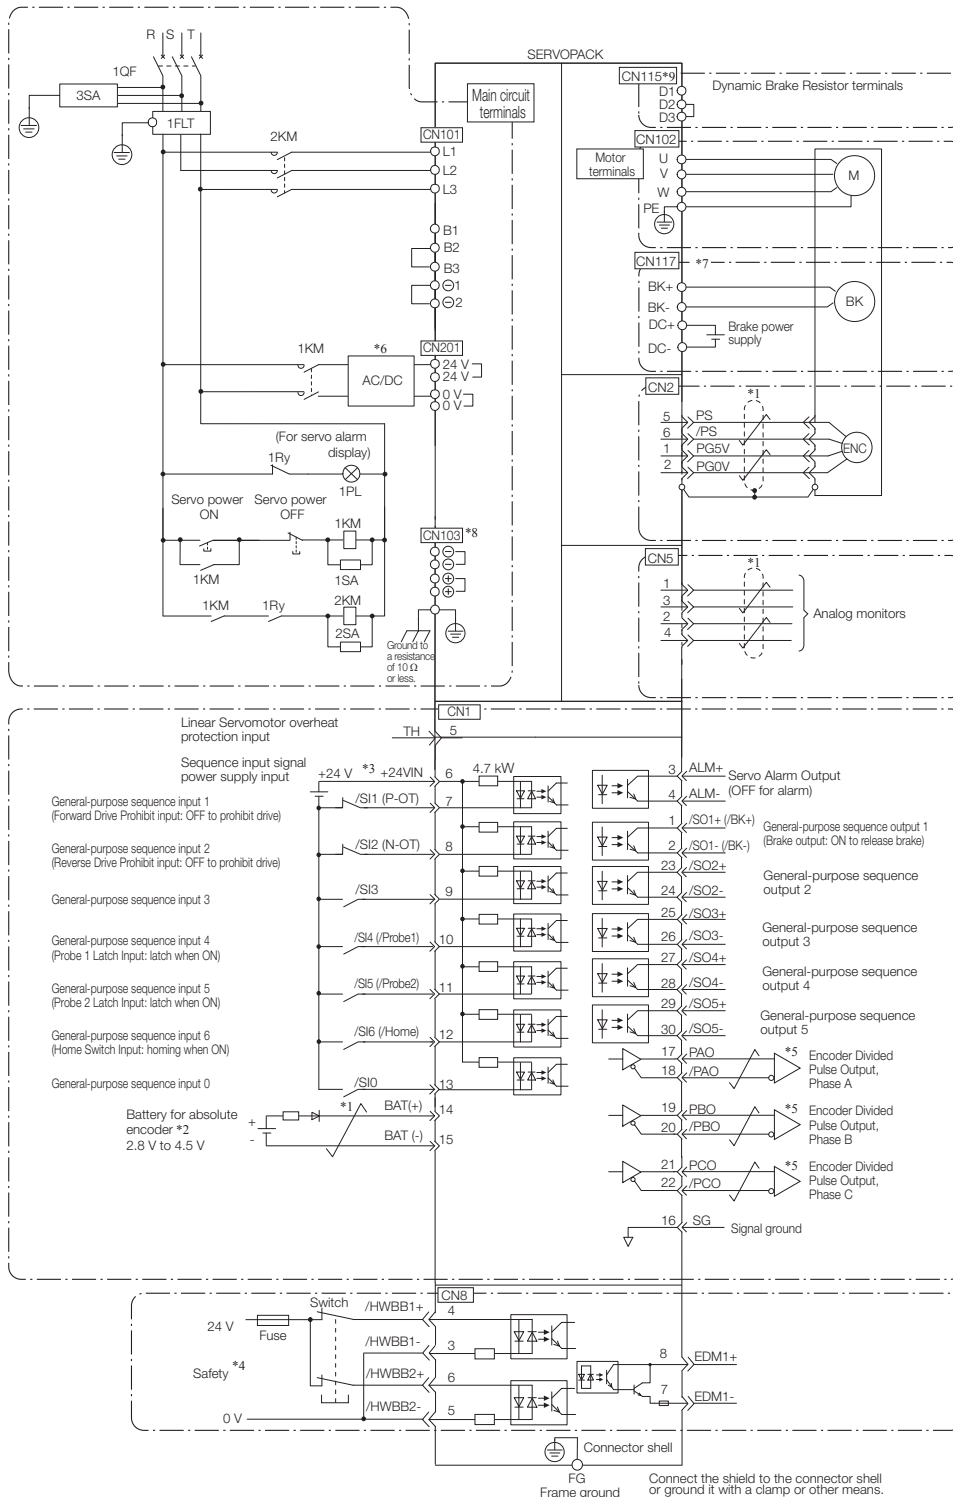 R S T
1QF
3SA
1FLT
2KM
SERVOPACK
Main circuit
terminals
CN101
L1
L2
L3
B1
B2
B3
⊖1
⊖2
1KM
*6
AC/DC
CN201
24 V
24 V
0 V
0 V
(For servo alarm
display)
1Ry
1PL
Servo power
ON
Servo power
OFF
1KM
1KM
1SA
1KM
1Ry
2KM
2SA
CN103 *8
⊖
⊖
⊕
⊕
Ground to
a resistance
of 10 Ω
or less.
CN115*9
Dynamic Brake Resistor terminals
D1
D2
D3
CN102
Motor
terminals
U
V
W
PE
M
CN117 *7
BK+
BK-
BK
DC+
DC-
Brake power
supply
CN2
*1
5 PS
6 /PS
1 PG5V
2 PG0V
ENC
CN5
*1
1
3
2
4
Analog monitors
CN1
Linear Servomotor overheat
protection input
TH 5
Sequence input signal
power supply input
+24 V *3 +24VIN 6 4.7 kW
General-purpose sequence input 1
(Forward Drive Prohibit input: OFF to prohibit drive)
/SI1 (P-OT) 7
General-purpose sequence input 2
(Reverse Drive Prohibit input: OFF to prohibit drive)
/SI2 (N-OT) 8
General-purpose sequence input 3
/SI3 9
General-purpose sequence input 4
(Probe 1 Latch Input: latch when ON)
/SI4 (/Probe1) 10
General-purpose sequence input 5
(Probe 2 Latch Input: latch when ON)
/SI5 (/Probe2) 11
General-purpose sequence input 6
(Home Switch Input: homing when ON)
/SI6 (/Home) 12
General-purpose sequence input 0
/SI0 13
Battery for absolute
encoder *2
2.8 V to 4.5 V
+
-
*1
BAT(+) 14
BAT (-) 15
3 ALM+
4 ALM-
Servo Alarm Output
(OFF for alarm)
1 /SO1+ (/BK+)
2 /SO1- (/BK-)
General-purpose sequence output 1
(Brake output: ON to release brake)
23 /SO2+
24 /SO2-
General-purpose sequence
output 2
25 /SO3+
26 /SO3-
General-purpose sequence
output 3
27 /SO4+
28 /SO4-
General-purpose sequence
output 4
29 /SO5+
30 /SO5-
General-purpose sequence
output 5
17 PAO
18 /PAO
*5
Encoder Divided
Pulse Output,
Phase A
19 PBO
20 /PBO
*5
Encoder Divided
Pulse Output,
Phase B
21 PCO
22 /PCO
*5
Encoder Divided
Pulse Output,
Phase C
16 SG
Signal ground
CN8
24 V
Fuse
Switch
/HWBB1+ 4
/HWBB1- 3
Safety *4
/HWBB2+ 6
/HWBB2- 5
0 V
8 EDM1+
7 EDM1-
Connector shell
FG
Frame ground
Connect the shield to the connector shell
or ground it with a clamp or other means.